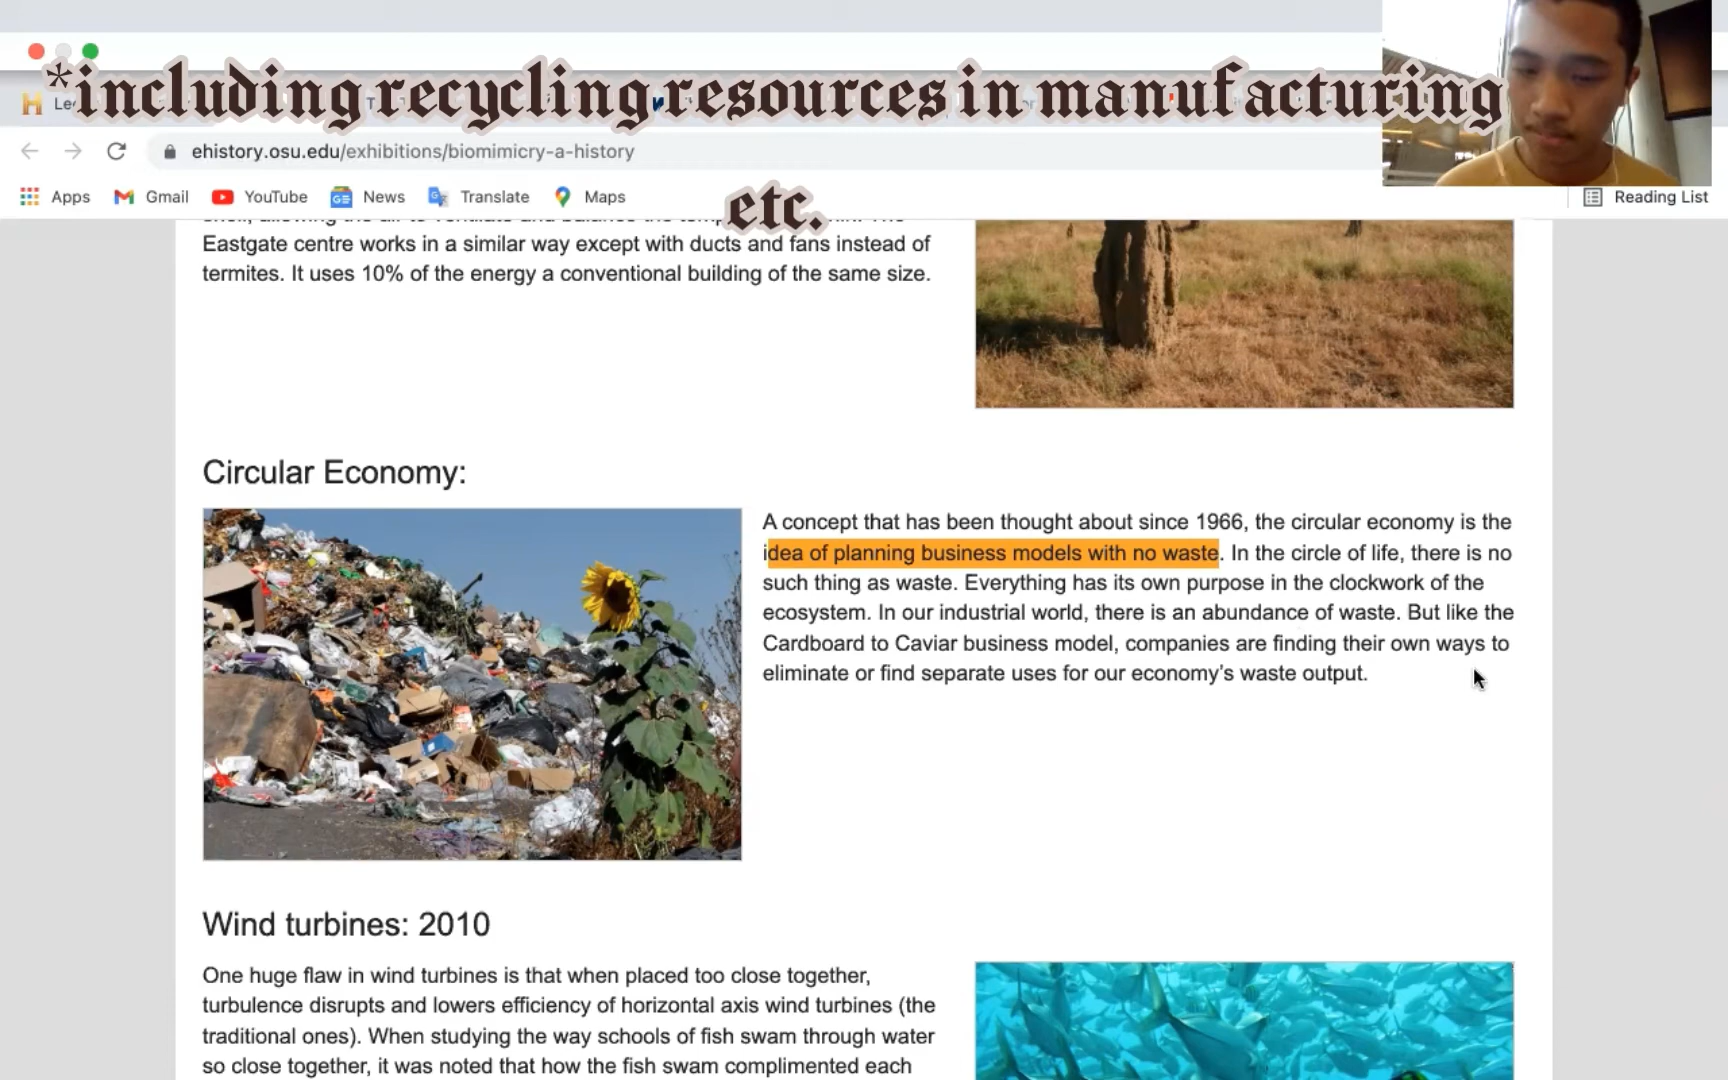 *including recycling resources in manufacturing
etc.
ehistory.osu.edu/exhibitions/biomimicry-a-history
Apps Gmail YouTube News Translate Maps Reading List
Eastgate centre works in a similar way except with ducts and fans instead of
termites. It uses 10% of the energy a conventional building of the same size.
Circular Economy:
A concept that has been thought about since 1966, the circular economy is the
idea of planning business models with no waste. In the circle of life, there is no
such thing as waste. Everything has its own purpose in the clockwork of the
ecosystem. In our industrial world, there is an abundance of waste. But like the
Cardboard to Caviar business model, companies are finding their own ways to
eliminate or find separate uses for our economy's waste output.
Wind turbines: 2010
One huge flaw in wind turbines is that when placed too close together,
turbulence disrupts and lowers efficiency of horizontal axis wind turbines (the
traditional ones). When studying the way schools of fish swam through water
so close together, it was noted that how the fish swam complimented each